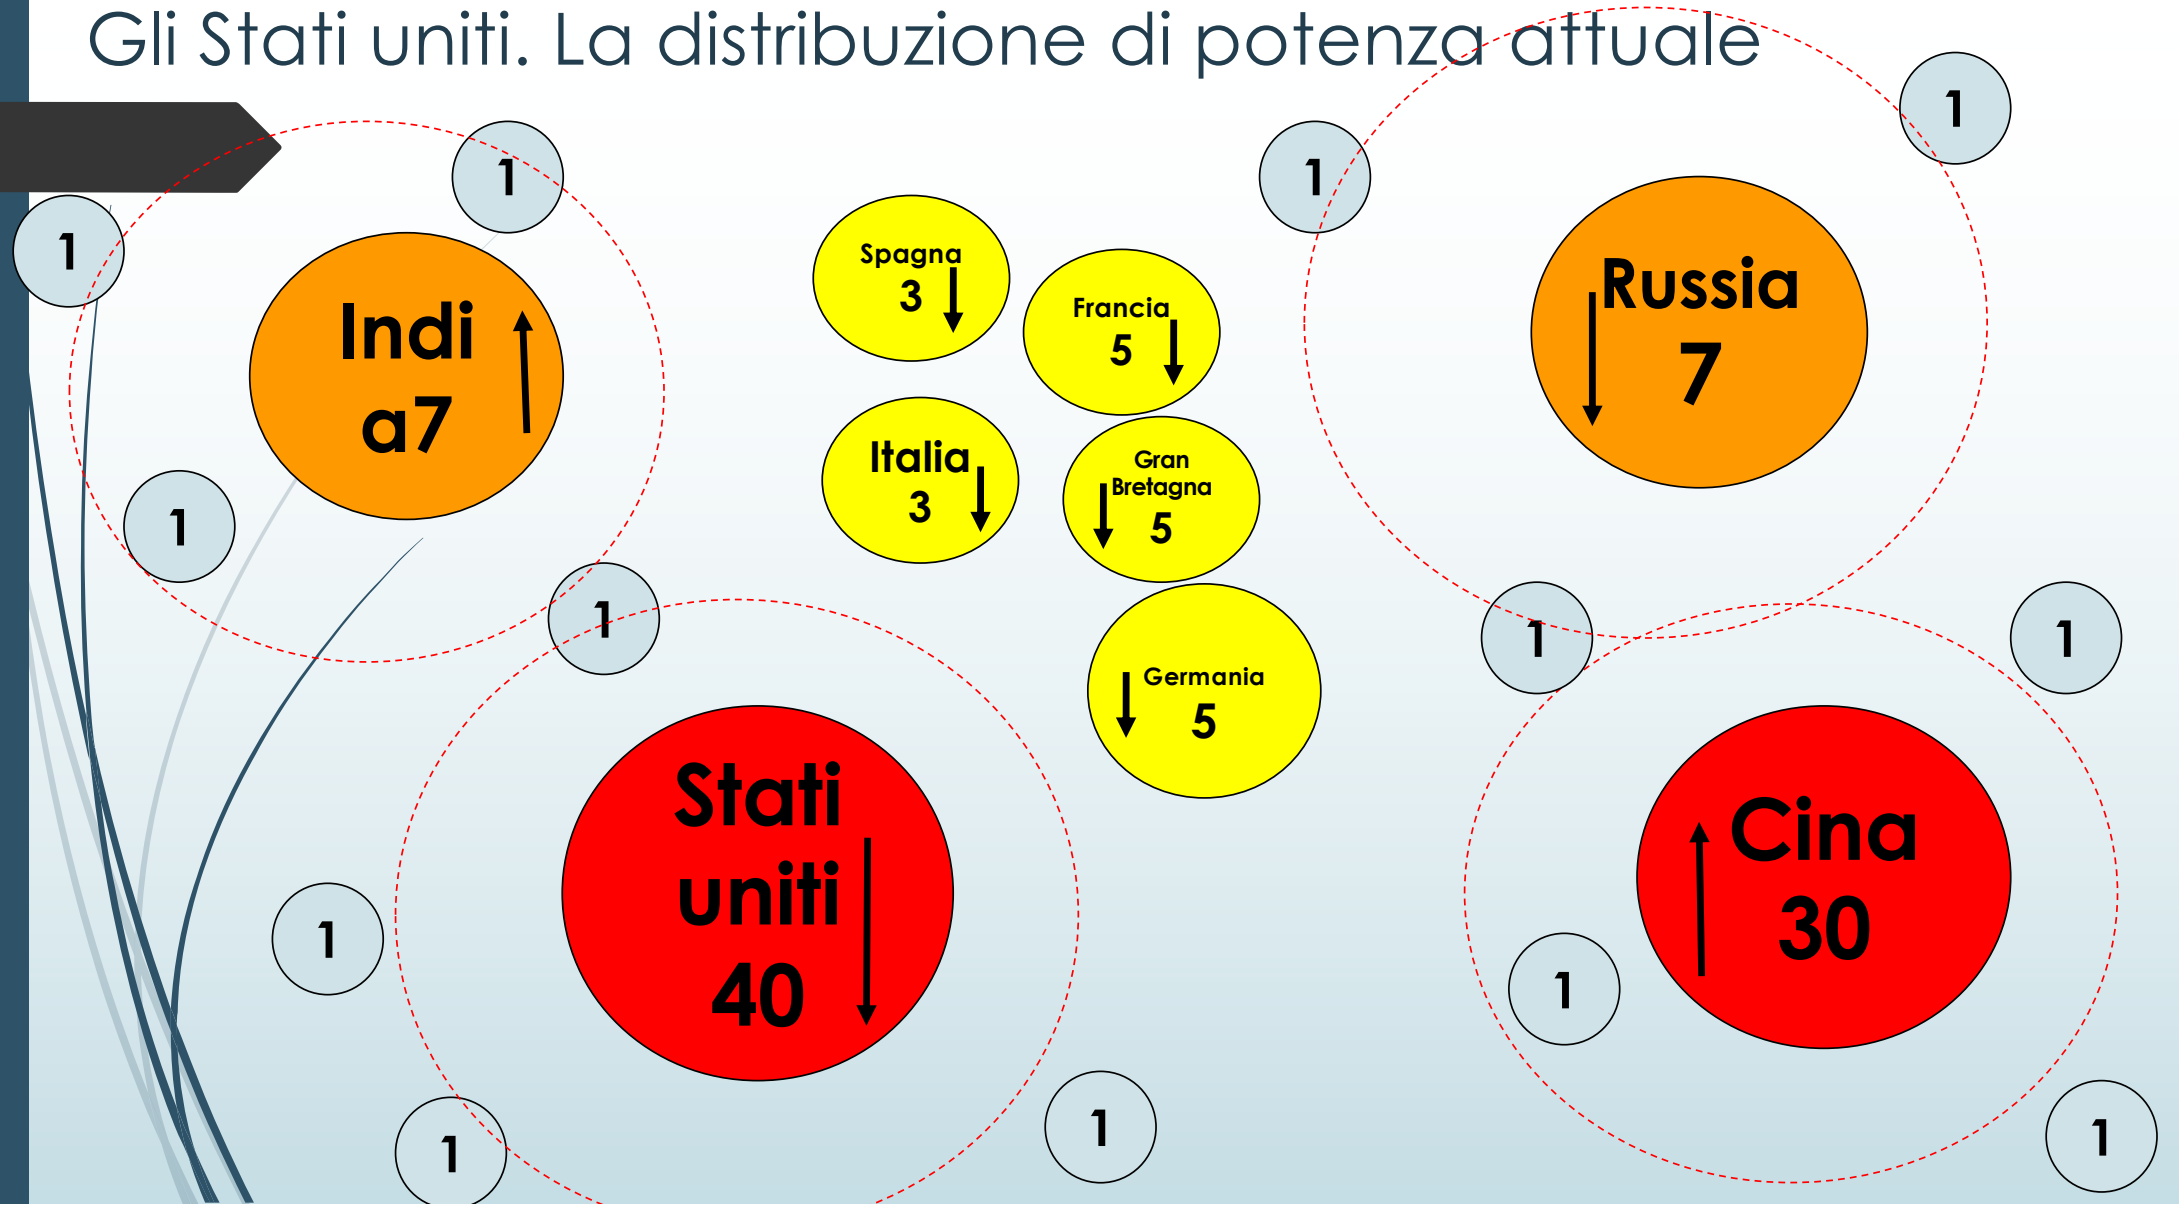 Gli Stati uniti. La distribuzione di potenza attuale
1
1
1
1
Indi
a7
1
1
Spagna
3
Francia
5
Italia
3
Gran
Bretagna
5
Germania
5
1
1
Russia
7
1
1
Stati
uniti
40
1
1
1
Cina
30
1
1